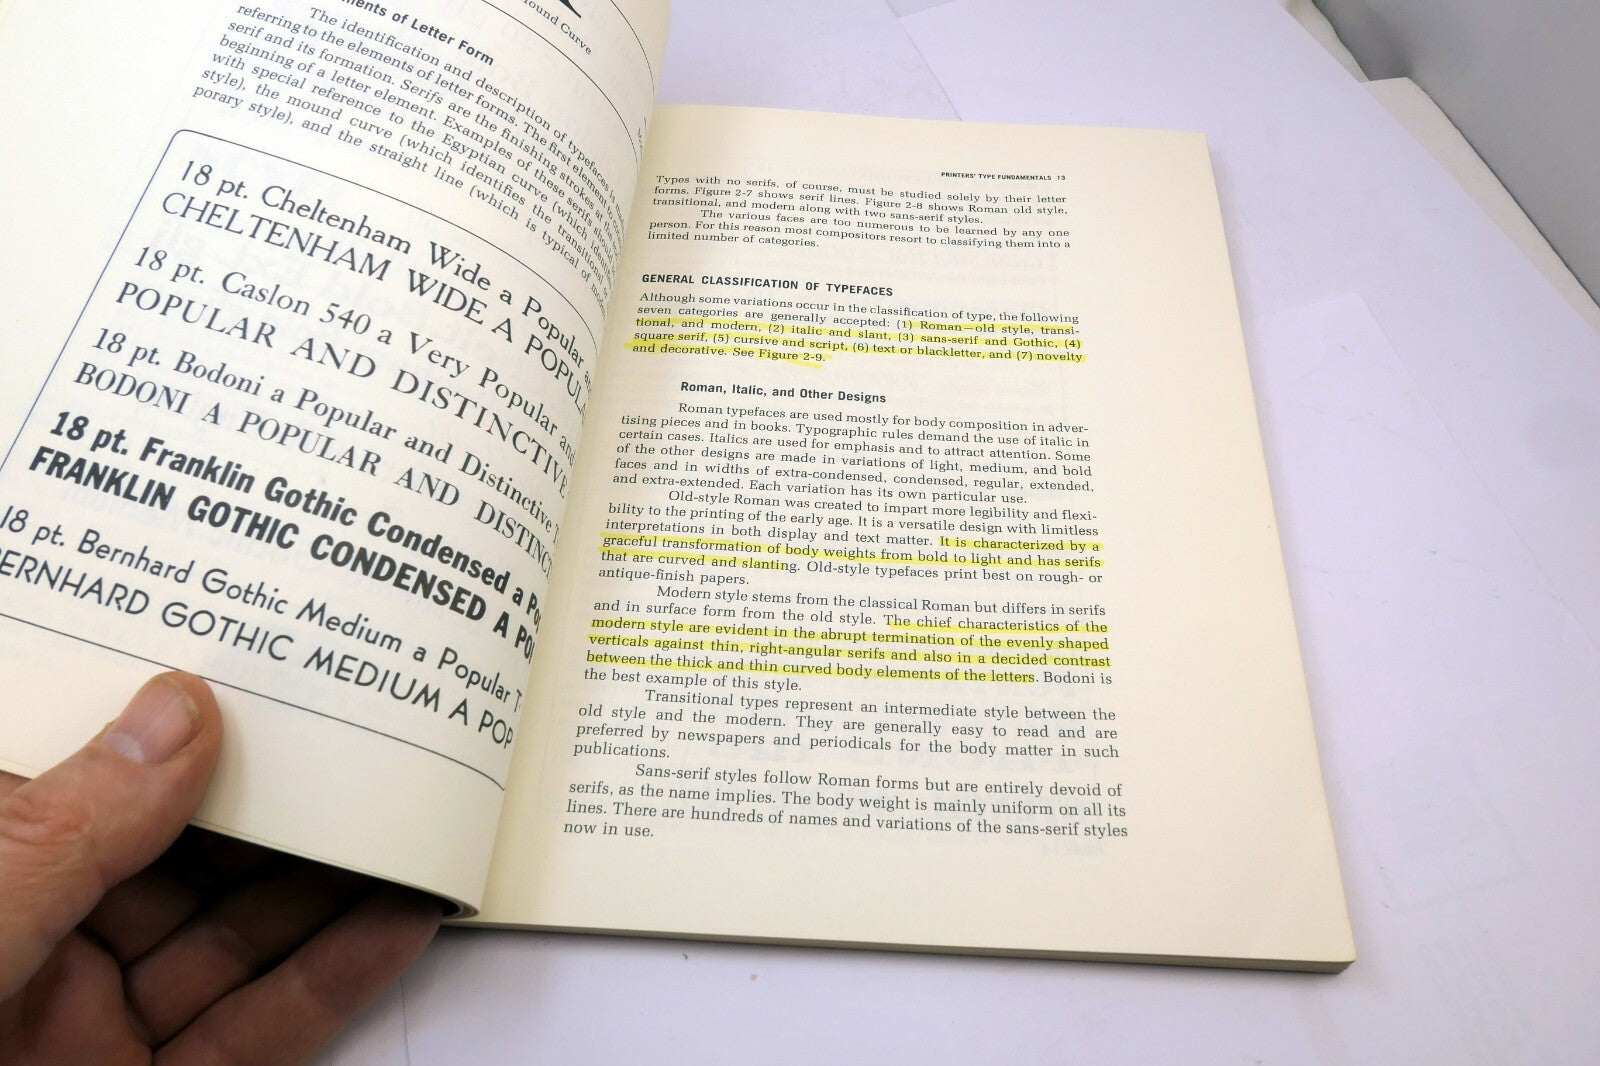 Mound Curve
Elements of Letter Form
The identification and description of typefaces is
referring to the elements of letter forms. The first element to
serif and its formation. Serifs are the finishing strokes at the
beginning of a letter element. Examples of these serifs should
with special reference to the Egyptian curve (which
style), the mound curve (which identifies the transitional
porary style), and the straight line (which is typical of modern
18 pt. Cheltenham Wide a Popular
CHELTENHAM WIDE A POPULA
18 pt. Caslon 540 a Very Popular and
POPULAR AND DISTINCTIVE
18 pt. Bodoni a Popular and Distinctive T
BODONI A POPULAR AND DISTINCT
18 pt. Franklin Gothic Condensed a Po
FRANKLIN GOTHIC CONDENSED A POP
18 pt. Bernhard Gothic Medium a Popular T
BERNHARD GOTHIC MEDIUM A POP
PRINTERS' TYPE FUNDAMENTALS 13
Types with no serifs, of course, must be studied solely by their letter
forms. Figure 2-7 shows serif lines. Figure 2-8 shows Roman old style,
transitional, and modern along with two sans-serif styles.
The various faces are too numerous to be learned by any one
person. For this reason most compositors resort to classifying them into a
limited number of categories.
GENERAL CLASSIFICATION OF TYPEFACES
Although some variations occur in the classification of type, the following
seven categories are generally accepted: (1) Roman—old style, transi-
tional, and modern, (2) italic and slant, (3) sans-serif and Gothic, (4)
square serif, (5) cursive and script, (6) text or blackletter, and (7) novelty
and decorative. See Figure 2-9.
Roman, Italic, and Other Designs
Roman typefaces are used mostly for body composition in adver-
tising pieces and in books. Typographic rules demand the use of italic in
certain cases. Italics are used for emphasis and to attract attention. Some
of the other designs are made in variations of light, medium, and bold
faces and in widths of extra-condensed, condensed, regular, extended,
and extra-extended. Each variation has its own particular use.
Old-style Roman was created to impart more legibility and flexi-
bility to the printing of the early age. It is a versatile design with limitless
interpretations in both display and text matter. It is characterized by a
graceful transformation of body weights from bold to light and has serifs
that are curved and slanting. Old-style typefaces print best on rough- or
antique-finish papers.
Modern style stems from the classical Roman but differs in serifs
and in surface form from the old style. The chief characteristics of the
modern style are evident in the abrupt termination of the evenly shaped
verticals against thin, right-angular serifs and also in a decided contrast
between the thick and thin curved body elements of the letters. Bodoni is
the best example of this style.
Transitional types represent an intermediate style between the
old style and the modern. They are generally easy to read and are
preferred by newspapers and periodicals for the body matter in such
publications.
Sans-serif styles follow Roman forms but are entirely devoid of
serifs, as the name implies. The body weight is mainly uniform on all its
lines. There are hundreds of names and variations of the sans-serif styles
now in use.